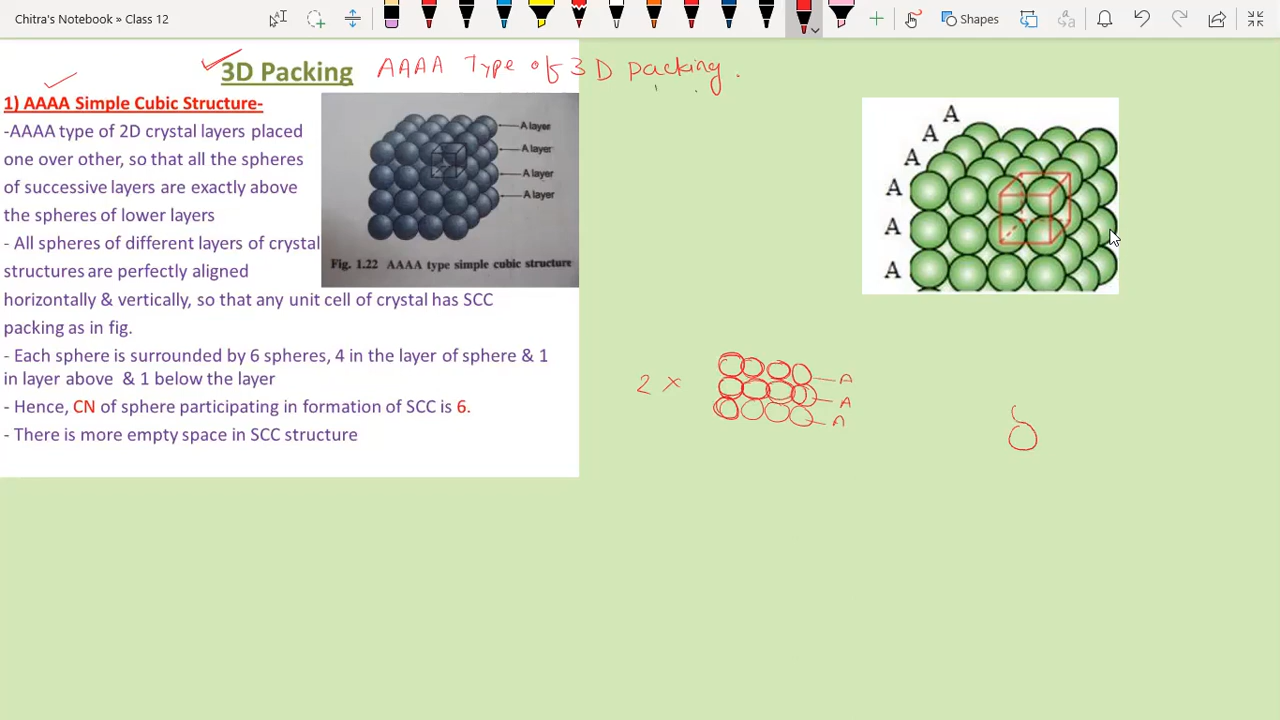 Chitra's Notebook » Class 12
Shapes
3D Packing
AAAA Type of 3D packing.
1) AAAA Simple Cubic Structure-
-AAAA type of 2D crystal layers placed
one over other, so that all the spheres
of successive layers are exactly above
the spheres of lower layers
- All spheres of different layers of crystal
structures are perfectly aligned
horizontally & vertically, so that any unit cell of crystal has SCC
packing as in fig.
- Each sphere is surrounded by 6 spheres, 4 in the layer of sphere & 1
in layer above & 1 below the layer
- Hence, CN of sphere participating in formation of SCC is 6.
- There is more empty space in SCC structure
A layer
A layer
A layer
A layer
Fig. 1.22 AAAA type simple cubic structure
A
A
A
A
A
A
2 ×
A
A
A